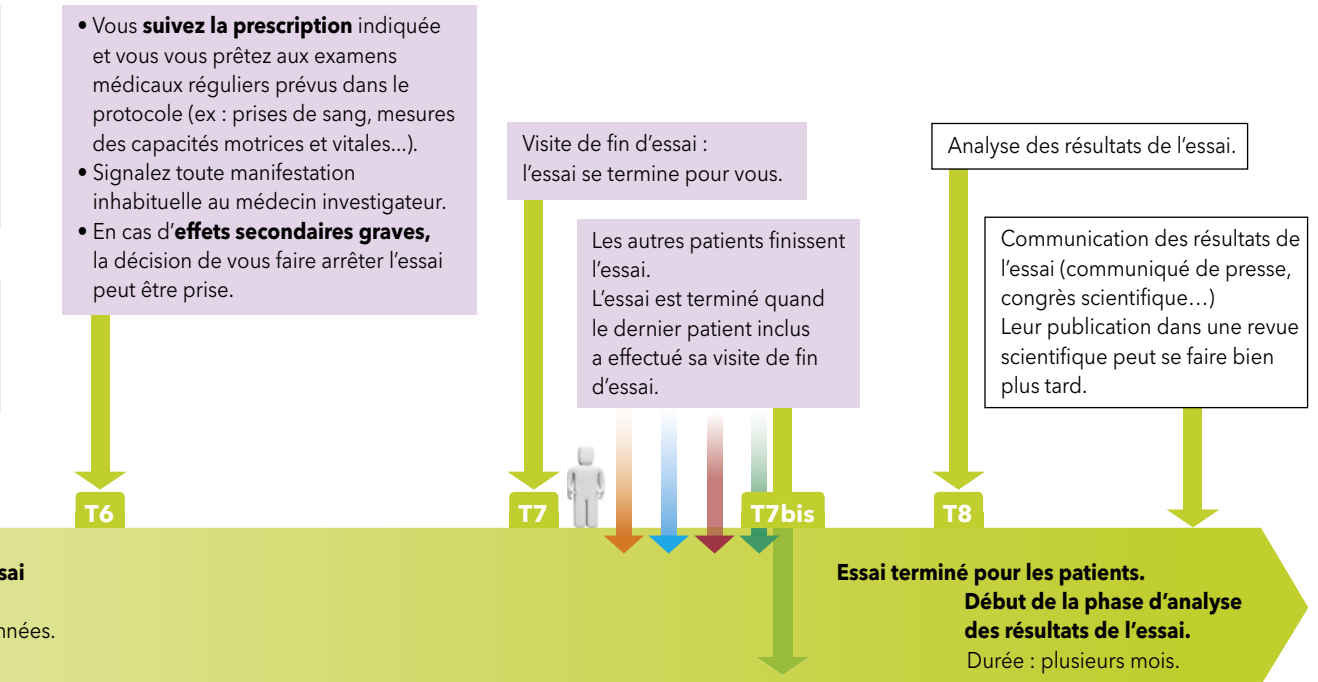 • Vous suivez la prescription indiquée
et vous vous prêtez aux examens
médicaux réguliers prévus dans le
protocole (ex : prises de sang, mesures
des capacités motrices et vitales...).
• Signalez toute manifestation
inhabituelle au médecin investigateur.
• En cas d'effets secondaires graves,
la décision de vous faire arrêter l'essai
peut être prise.
Visite de fin d'essai :
l'essai se termine pour vous.
Les autres patients finissent
l'essai.
L'essai est terminé quand
le dernier patient inclus
a effectué sa visite de fin
d'essai.
Analyse des résultats de l'essai.
Communication des résultats de
l'essai (communiqué de presse,
congrès scientifique…)
Leur publication dans une revue
scientifique peut se faire bien
plus tard.
T6
T7
T7bis
T8
sai
nnées.
Essai terminé pour les patients.
Début de la phase d'analyse
des résultats de l'essai.
Durée : plusieurs mois.